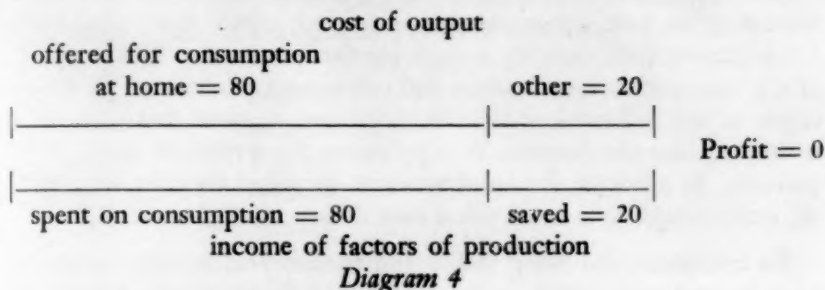 cost of output
offered for consumption
at home = 80 other = 20
Profit = 0
spent on consumption = 80 saved = 20
income of factors of production
Diagram 4